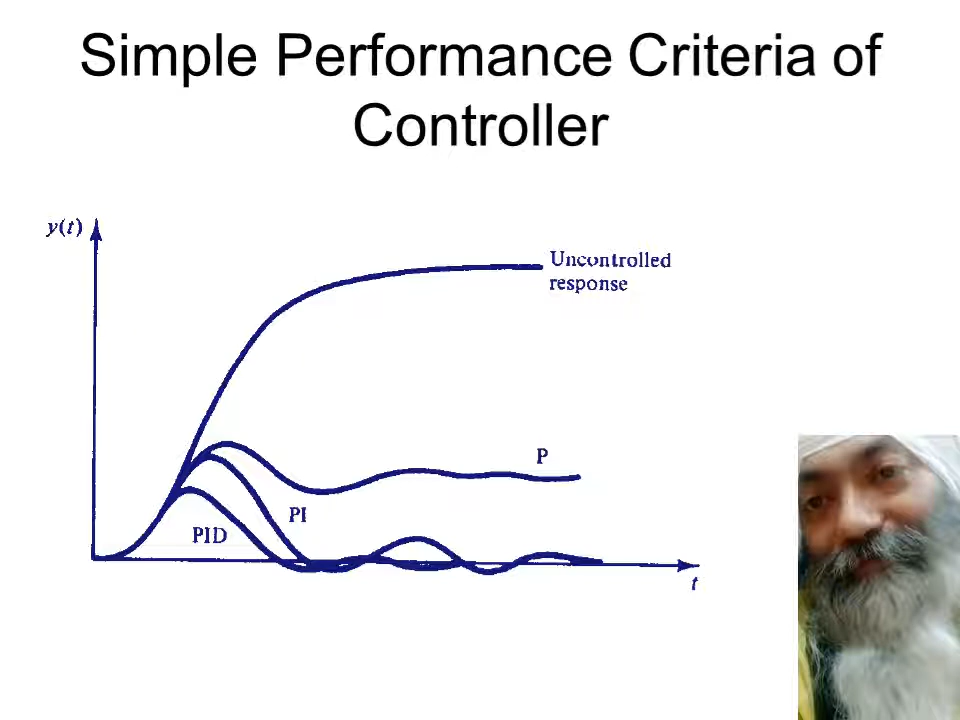 Simple Performance Criteria of
Controller
y(t)
Uncontrolled
response
P
PI
PID
t